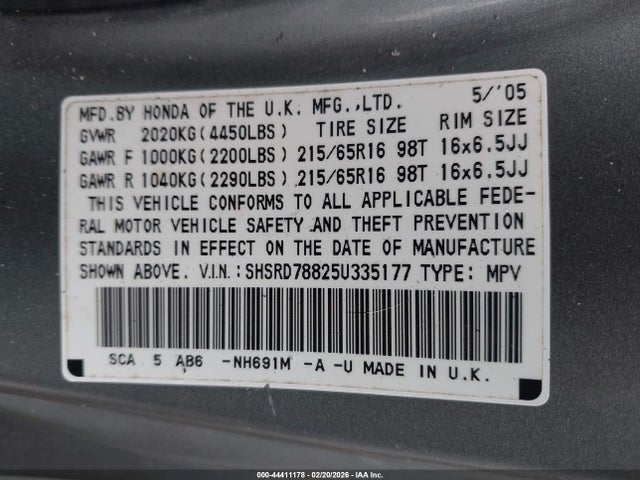 MFD.BY HONDA OF THE U.K. MFG.,LTD. 5/'05
GVWR 2020KG(4450LBS) TIRE SIZE RIM SIZE
GAWR F 1000KG(2200LBS) 215/65R16 98T 16x6.5JJ
GAWR R 1040KG(2290LBS) 215/65R16 98T 16x6.5JJ
THIS VEHICLE CONFORMS TO ALL APPLICABLE FEDE-
RAL MOTOR VEHICLE SAFETY AND THEFT PREVENTION
STANDARDS IN EFFECT ON THE DATE OF MANUFACTURE
SHOWN ABOVE. V.I.N.:SHSRD78825U335177 TYPE: MPV
SCA 5 AB6 -NH691M -A -U MADE IN U.K.
000-44411178 - 02/20/2026 - IAA Inc.